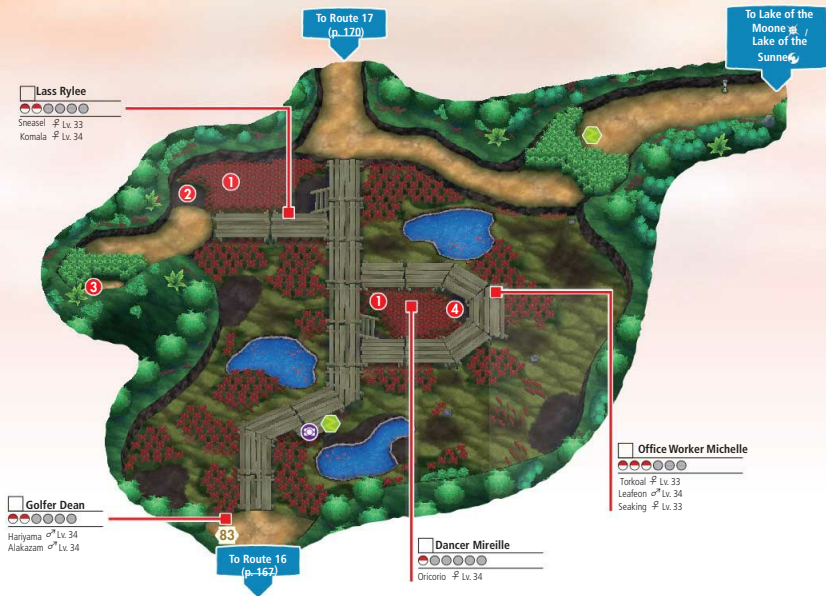 To Route 17
(p. 170)
To Lake of the
Moone /
Lake of the
Sunne
Lass Rylee
Sneasel ♀ Lv. 33
Komala ♀ Lv. 34
1
2
3
1
4
Office Worker Michelle
Torkoal ♀ Lv. 33
Leafeon ♂ Lv. 34
Seaking ♀ Lv. 33
Golfer Dean
Hariyama ♂ Lv. 34
Alakazam ♂ Lv. 34
83
To Route 16
(p. 167)
Dancer Mireille
Oricorio ♀ Lv. 34